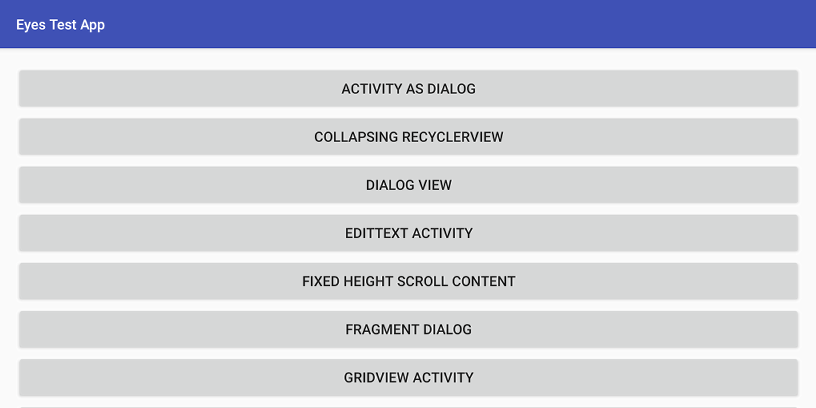 Eyes Test App
ACTIVITY AS DIALOG
COLLAPSING RECYCLERVIEW
DIALOG VIEW
EDITTEXT ACTIVITY
FIXED HEIGHT SCROLL CONTENT
FRAGMENT DIALOG
GRIDVIEW ACTIVITY